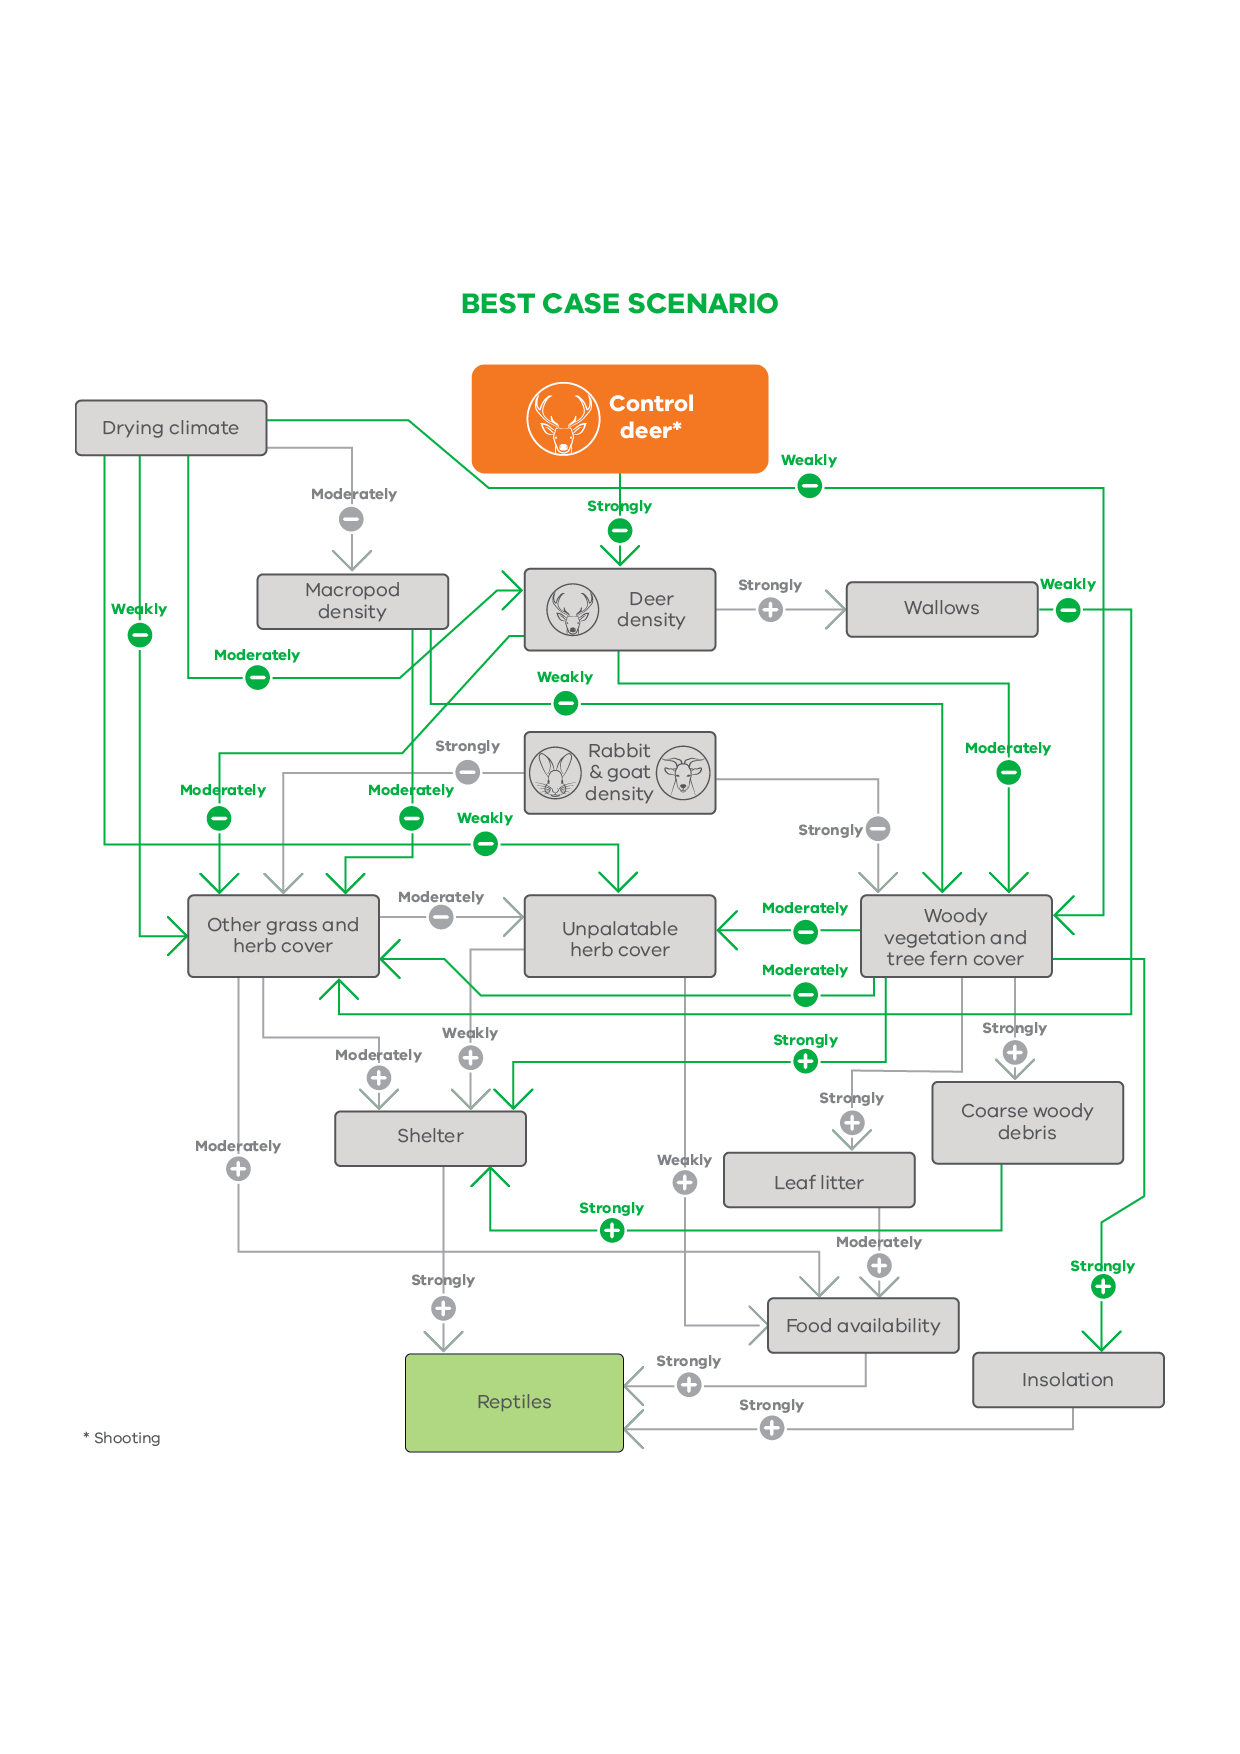 BEST CASE SCENARIO
Control
deer*
Drying climate
Weakly
Moderately
Strongly
Macropod
density
Deer
density
Strongly
Wallows
Weakly
Weakly
Moderately
Weakly
Strongly
Rabbit
& goat
density
Moderately
Moderately
Moderately
Weakly
Strongly
Other grass and
herb cover
Moderately
Unpalatable
herb cover
Moderately
Woody
vegetation and
tree fern cover
Moderately
Weakly
Strongly
Strongly
Moderately
Strongly
Coarse woody
debris
Shelter
Moderately
Weakly
Leaf litter
Strongly
Moderately
Strongly
Strongly
Food availability
Strongly
Insolation
Reptiles
Strongly
* Shooting